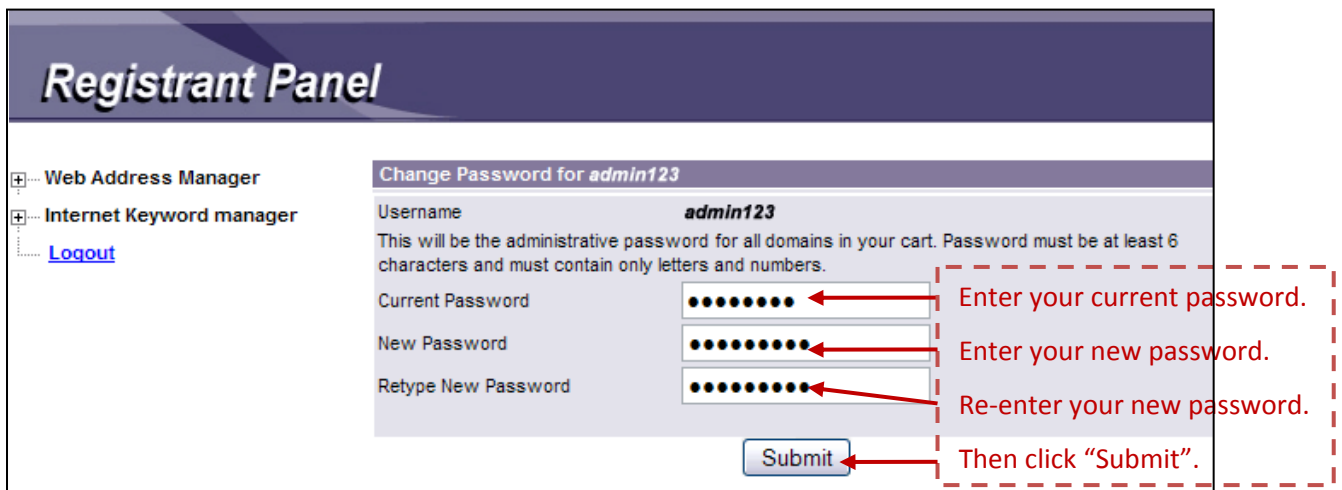 Registrant Panel
Web Address Manager
Internet Keyword manager
Logout
Change Password for admin123
Username admin123
This will be the administrative password for all domains in your cart. Password must be at least 6
characters and must contain only letters and numbers.
Current Password
Enter your current password.
New Password
Enter your new password.
Retype New Password
Re-enter your new password.
Submit
Then click “Submit”.